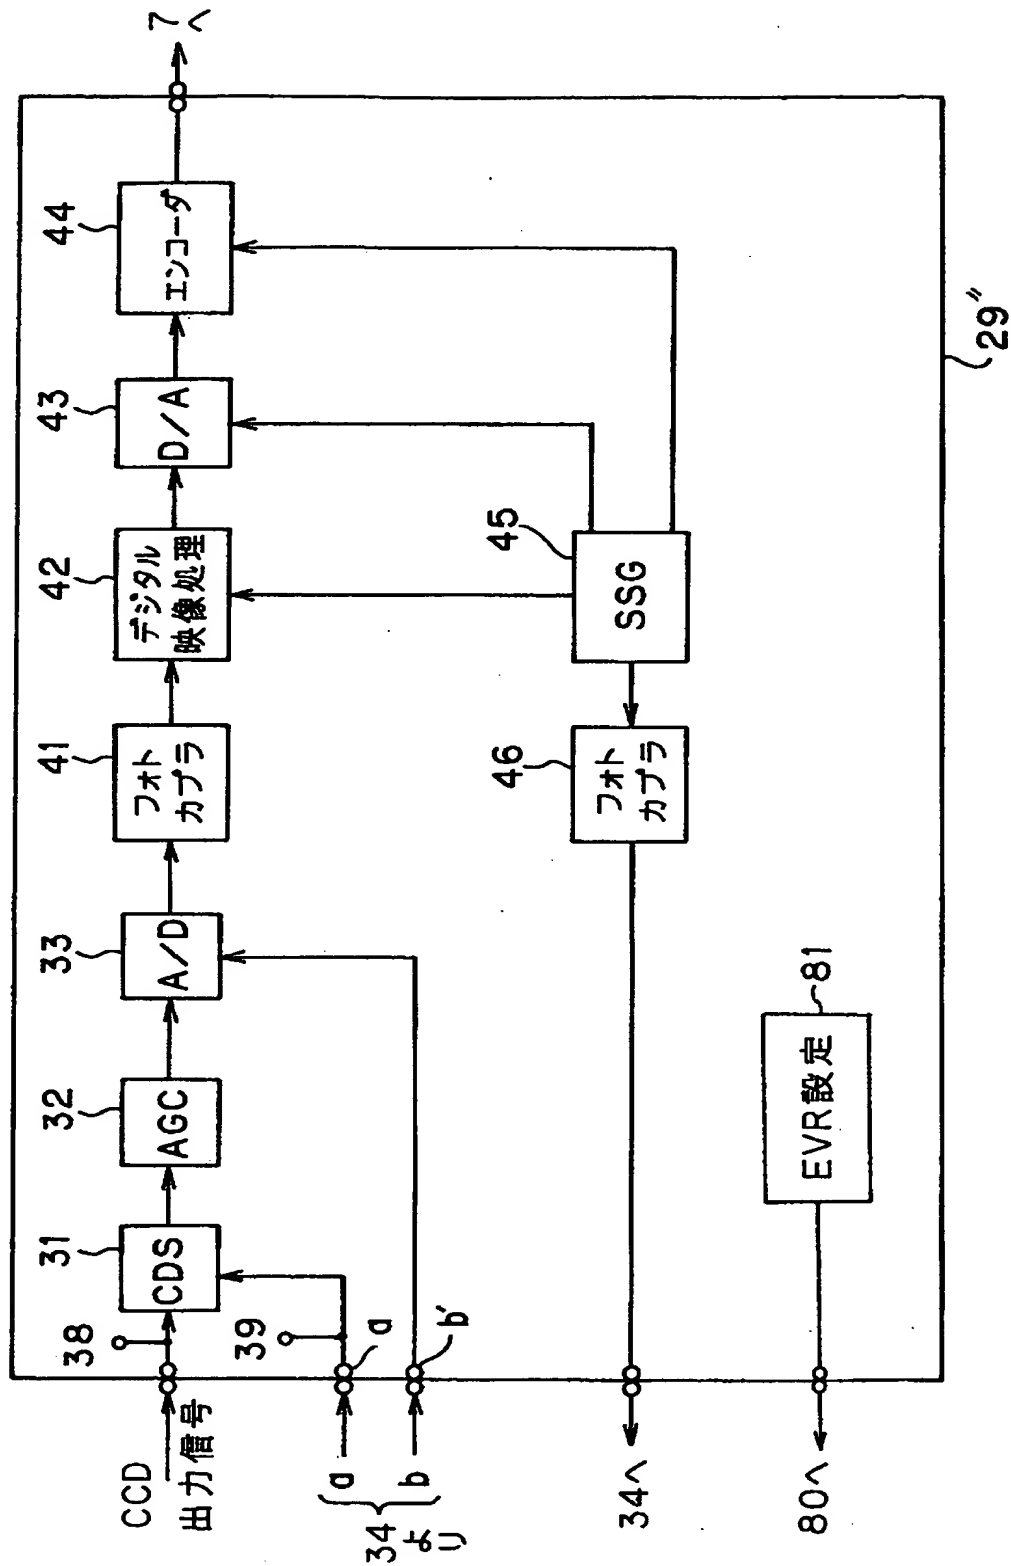 CCD
出力信号
38
31
CDS
32
AGC
33
A/D
41
フォト
カプラ
42
デジタル
映像処理
43
D/A
44
エンコーダ
7
へ
34
より
a
b
39
a
b'
45
SSG
46
フォト
カプラ
34へ
EVR設定
81
80へ
29"